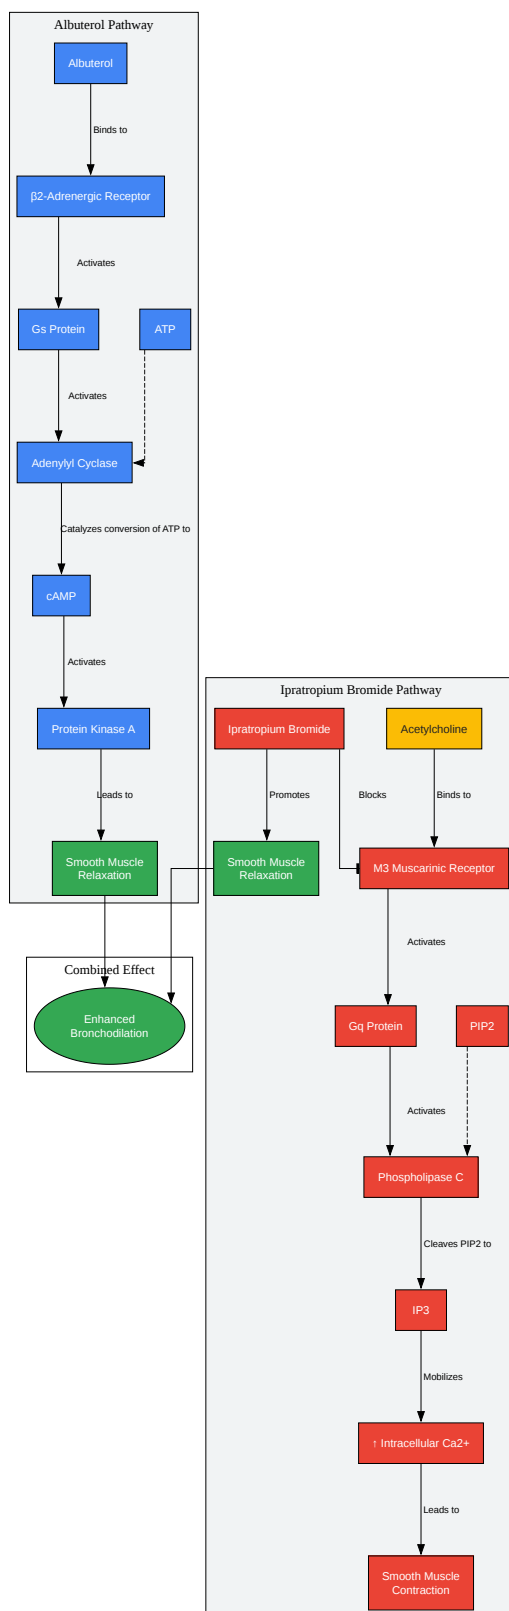 Albuterol Pathway
Albuterol
Binds to
β2-Adrenergic Receptor
Activates
Gs Protein
ATP
Activates
Adenylyl Cyclase
Catalyzes conversion of ATP to
cAMP
Activates
Protein Kinase A
Leads to
Smooth Muscle
Relaxation
Combined Effect
Enhanced
Bronchodilation
Ipratropium Bromide Pathway
Ipratropium Bromide
Acetylcholine
Promotes
Blocks
Binds to
Smooth Muscle
Relaxation
M3 Muscarinic Receptor
Activates
Gq Protein
PIP2
Activates
Phospholipase C
Cleaves PIP2 to
IP3
Mobilizes
↑ Intracellular Ca2+
Leads to
Smooth Muscle
Contraction